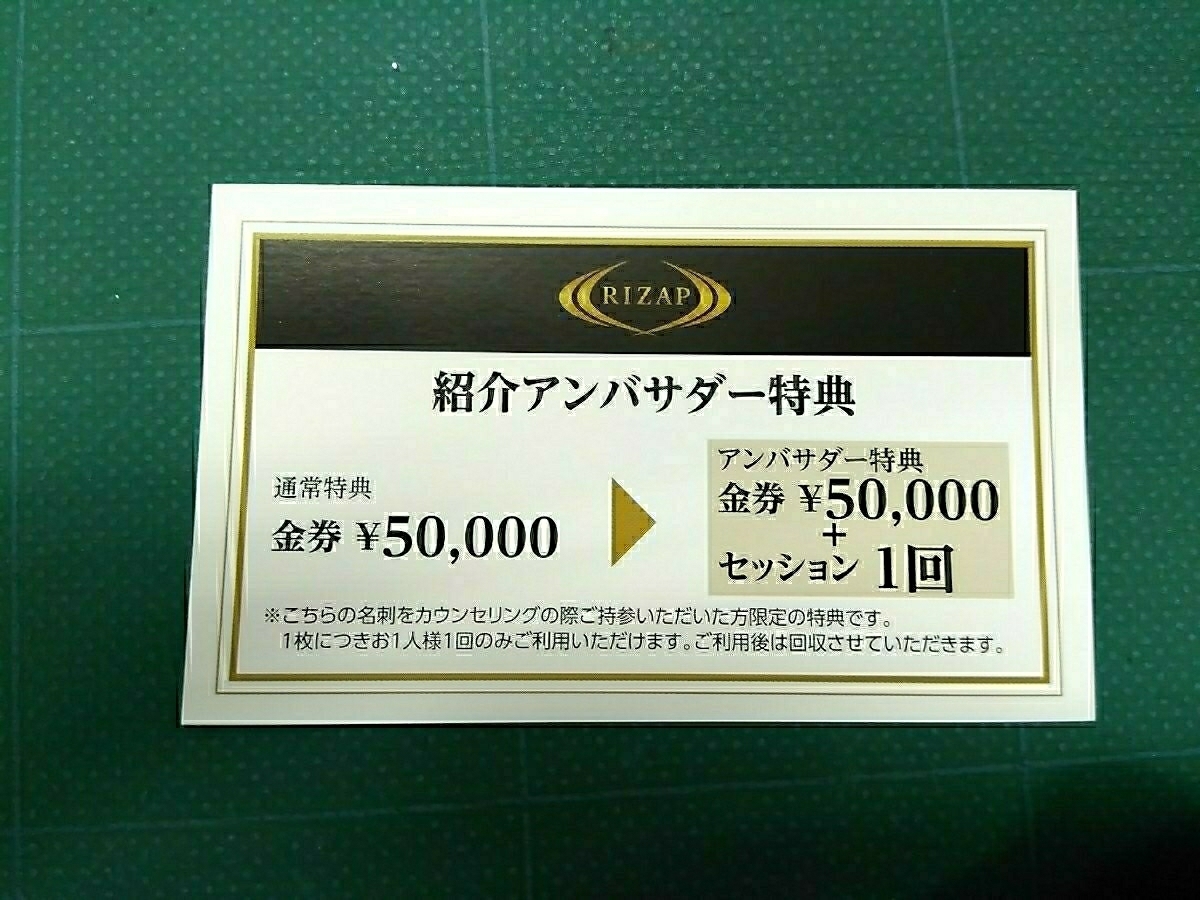 RIZAP
紹介アンバサダー特典
通常特典
金券 ¥50,000
アンバサダー特典
金券 ¥50,000
+
セッション 1回
※こちらの名刺をカウンセリングの際ご持参いただいた方限定の特典です。
1枚につきお1人様1回のみご利用いただけます。ご利用後は回収させていただきます。